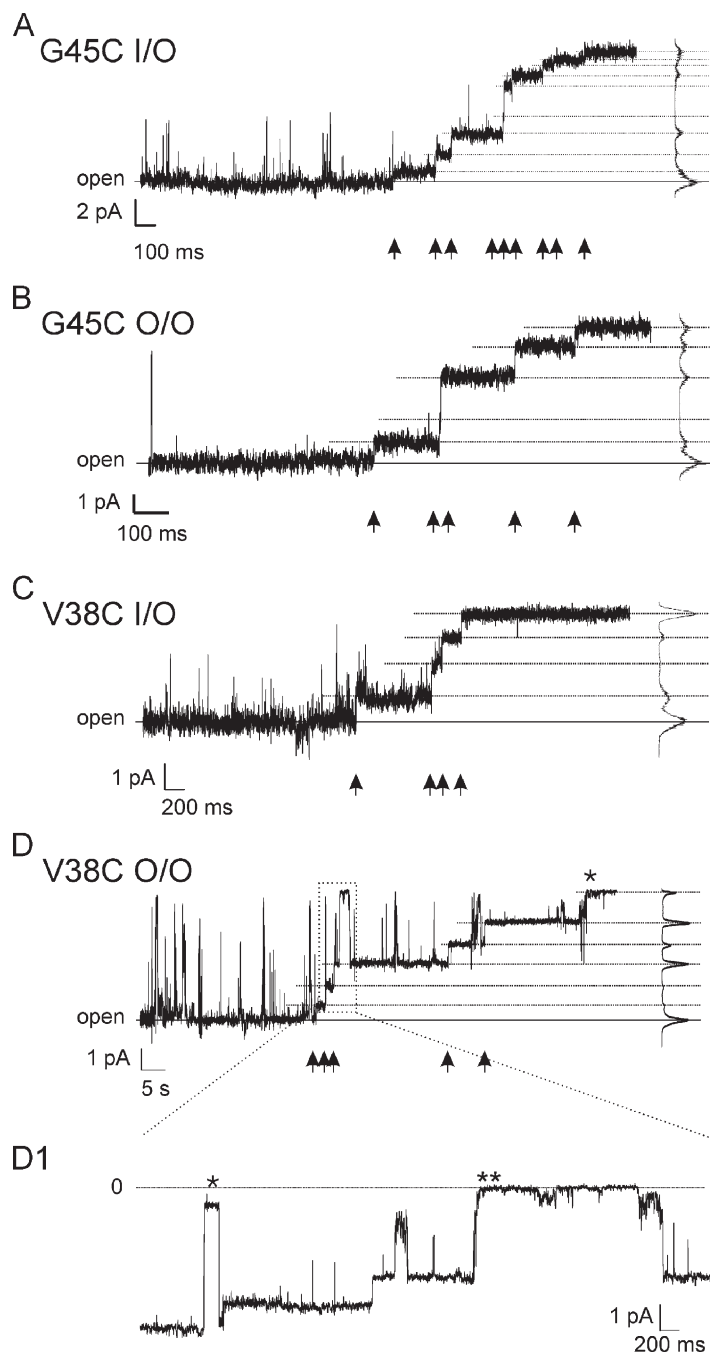 A
G45C I/O
open
2 pA
100 ms
B
G45C O/O
open
1 pA
100 ms
C
V38C I/O
open
1 pA
200 ms
D
V38C O/O
*
open
1 pA
5 s
D1
0
*
**
1 pA
200 ms